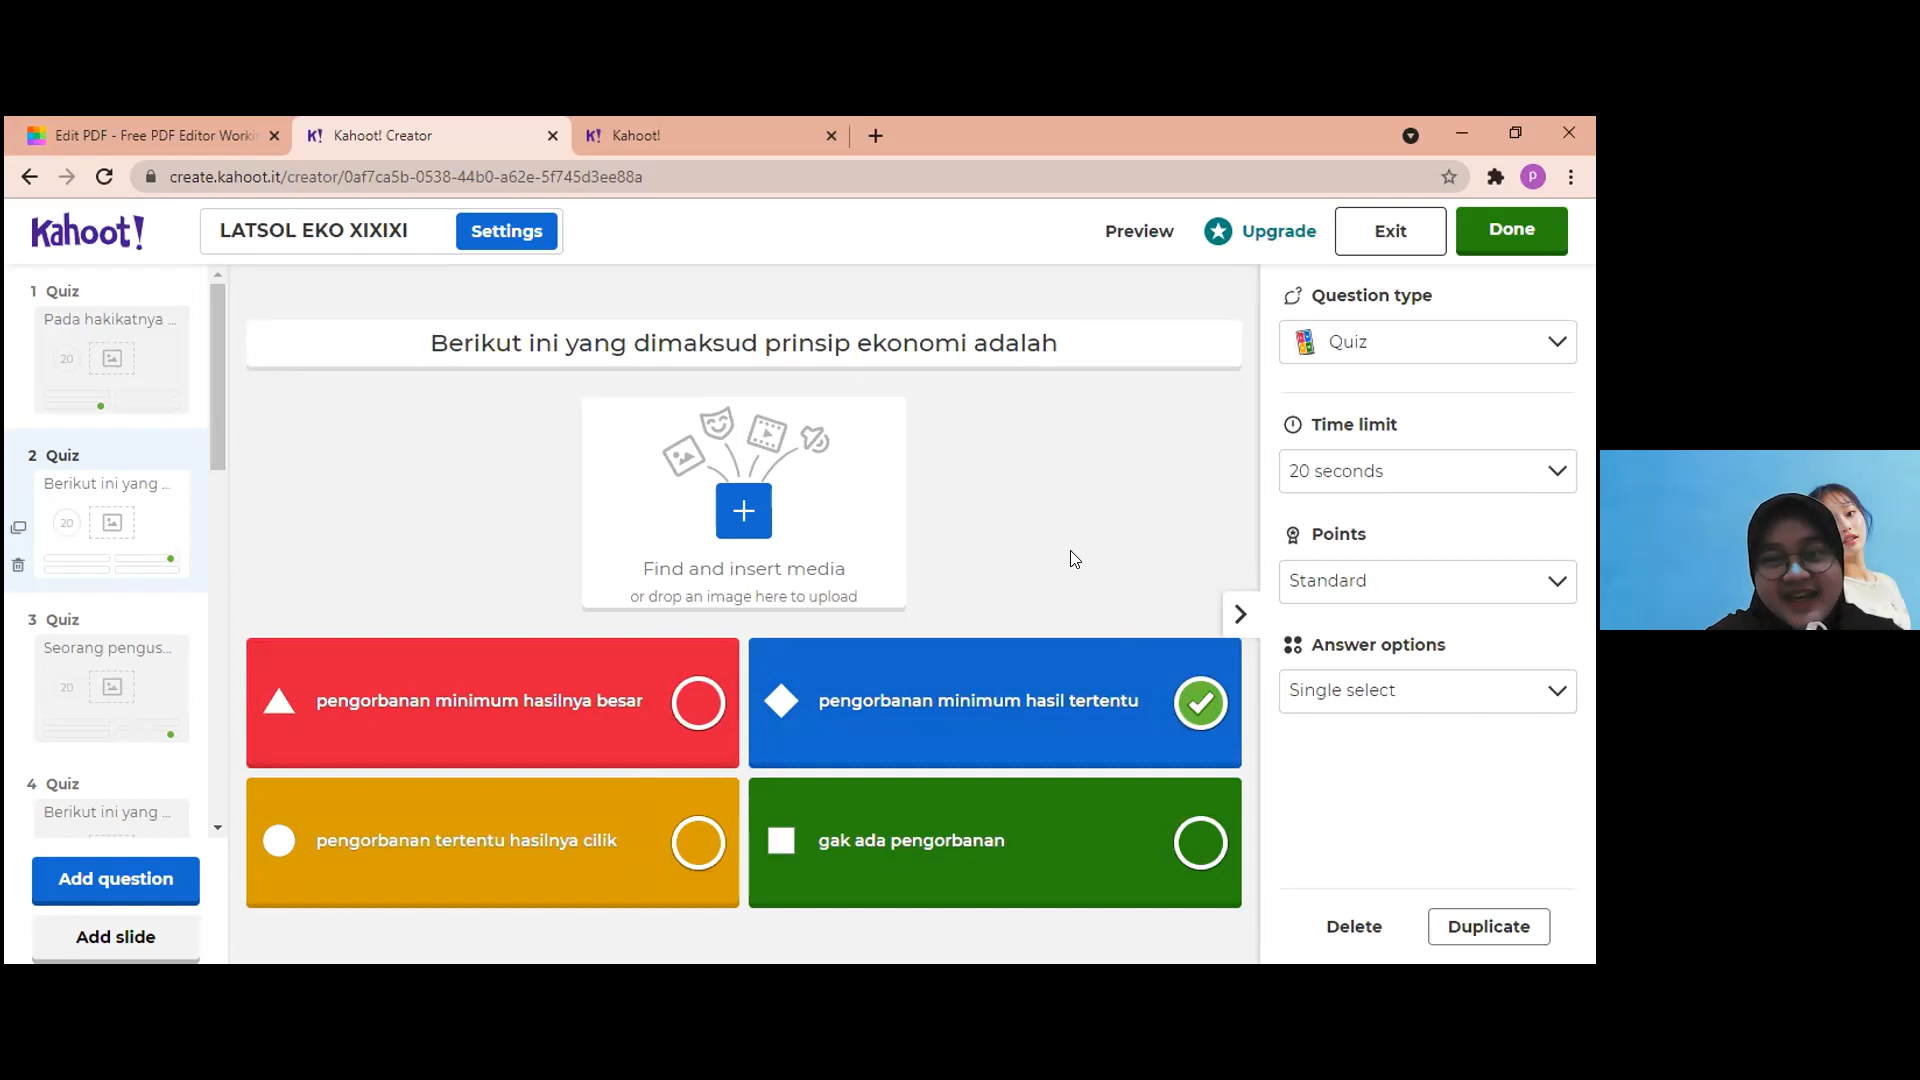 Edit PDF - Free PDF Editor Workin
Kahoot! Creator
Kahoot!
create.kahoot.it/creator/0af7ca5b-0538-44b0-a62e-5f745d3ee88a
P
Kahoot!
LATSOL EKO XIXIXI
Settings
Preview
Upgrade
Exit
Done
1 Quiz
Pada hakikatnya ...
20
2 Quiz
Berikut ini yang ...
20
3 Quiz
Seorang pengus...
20
4 Quiz
Berikut ini yang ...
Add question
Add slide
Berikut ini yang dimaksud prinsip ekonomi adalah
Find and insert media
or drop an image here to upload
pengorbanan minimum hasilnya besar
pengorbanan minimum hasil tertentu
pengorbanan tertentu hasilnya cilik
gak ada pengorbanan
Question type
Quiz
Time limit
20 seconds
Points
Standard
Answer options
Single select
Delete
Duplicate